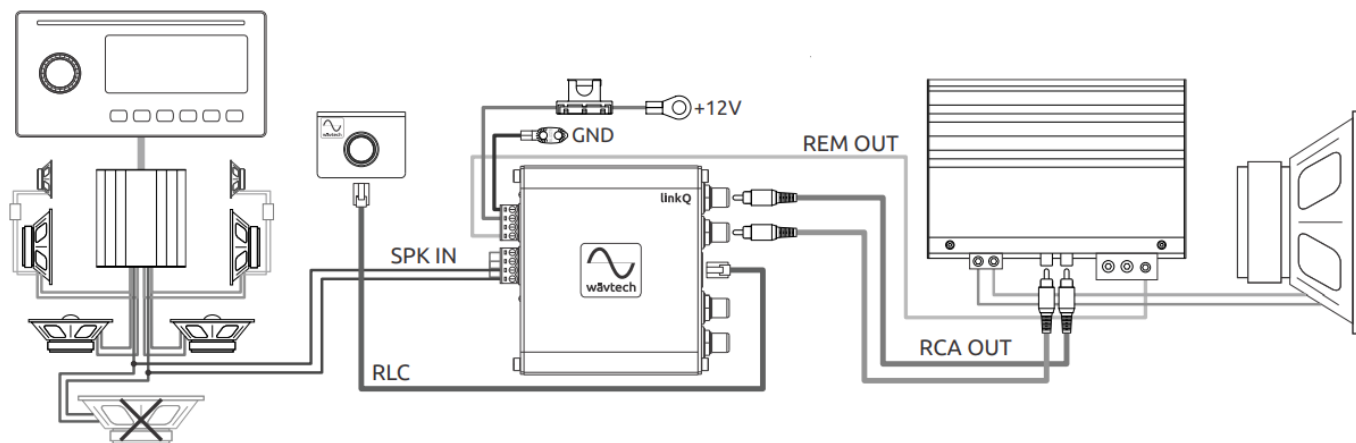 +12V
GND
REM OUT
linkQ
SPK IN
wāvtech
RCA OUT
RLC